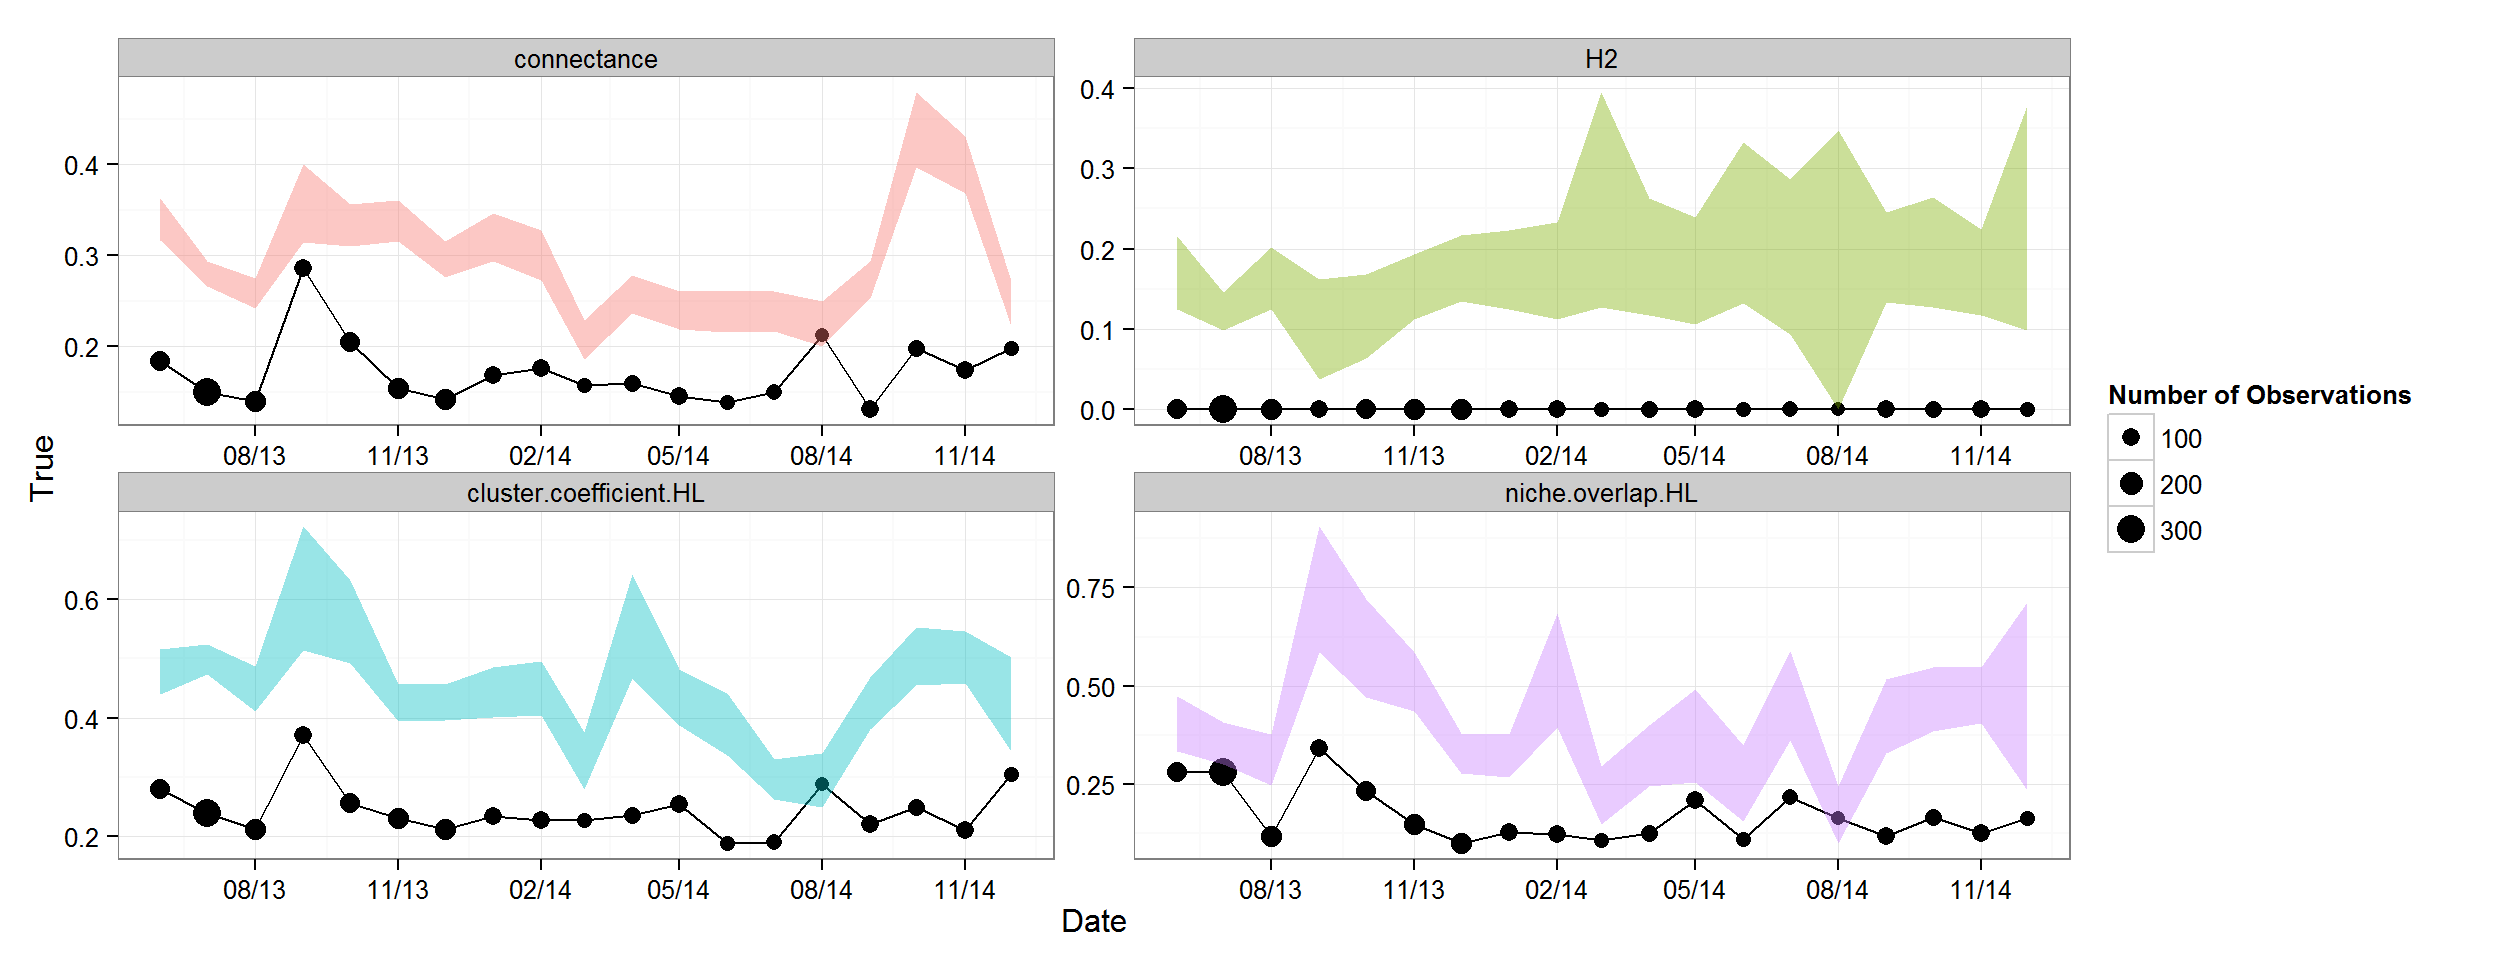 connectance
H2
0.4
0.3
0.2
0.4
0.3
0.2
0.1
0.0
08/13 11/13 02/14 05/14 08/14 11/14
08/13 11/13 02/14 05/14 08/14 11/14
True
cluster.coefficient.HL
niche.overlap.HL
0.6
0.4
0.2
0.75
0.50
0.25
08/13 11/13 02/14 05/14 08/14 11/14
08/13 11/13 02/14 05/14 08/14 11/14
Date
Number of Observations
100
200
300